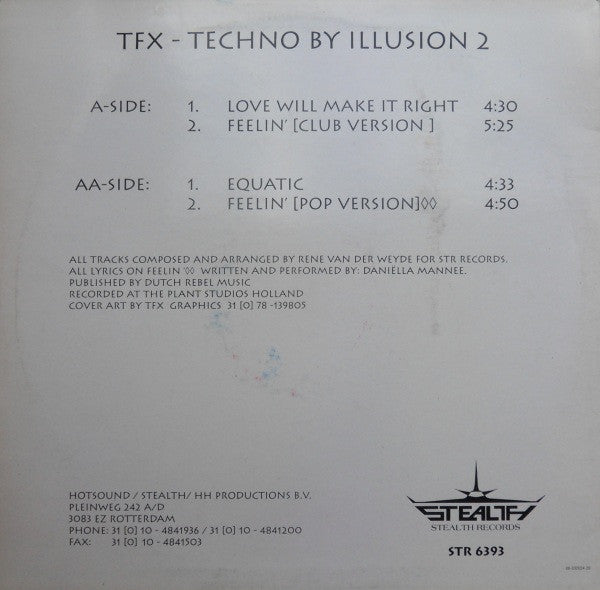 TFX - TECHNO BY ILLUSION 2
A-SIDE: 1. LOVE WILL MAKE IT RIGHT 4:30
2. FEELIN' [CLUB VERSION ] 5:25
AA-SIDE: 1. EQUATIC 4:33
2. FEELIN' [POP VERSION]◊◊ 4:50
ALL TRACKS COMPOSED AND ARRANGED BY RENE VAN DER WEYDE FOR STR RECORDS.
ALL LYRICS ON FEELIN '◊◊ WRITTEN AND PERFORMED BY: DANIËLLA MANNEE.
PUBLISHED BY DUTCH REBEL MUSIC
RECORDED AT THE PLANT STUDIOS HOLLAND
COVER ART BY TFX GRAPHICS 31 [0] 78 -139805
HOTSOUND / STEALTH/ HH PRODUCTIONS B.V.
PLEINWEG 242 A/D
3083 EZ ROTTERDAM
PHONE: 31 [0] 10 - 4841936 / 31 [0] 10 - 4841200
FAX: 31 [0] 10 - 4841503
STEALTH
STEALTH RECORDS
STR 6393